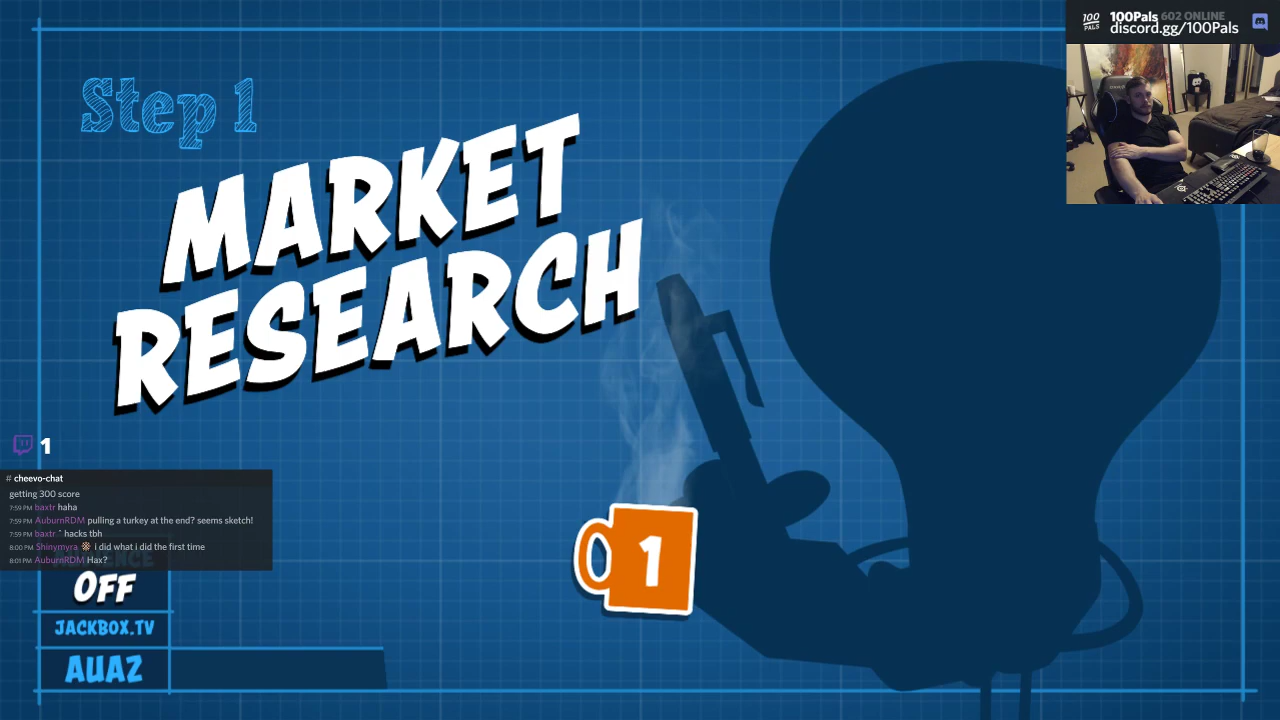 100 PALS
100Pals 602 ONLINE
discord.gg/100Pals
Step 1
MARKET
RESEARCH
1
# cheevo-chat
getting 300 score
7:59 PM baxtr haha
7:59 PM AuburnRDM pulling a turkey at the end? seems sketch!
7:59 PM baxtr ^ hacks tbh
8:00 PM Shinymyra i did what i did the first time
8:01 PM AuburnRDM Hax?
OFF
JACKBOX.TV
AUAZ
1